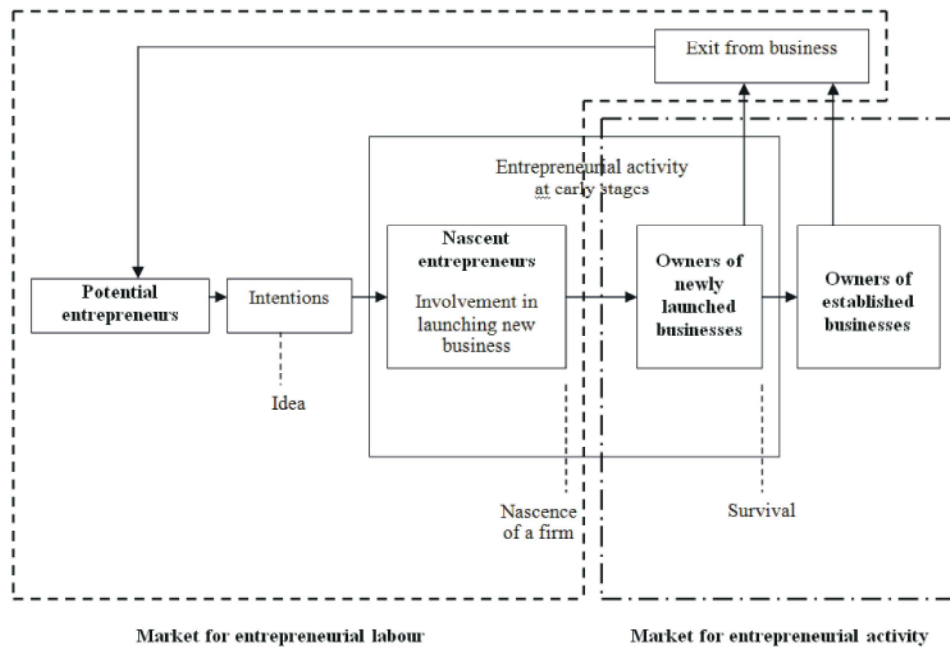 Exit from business
Entrepreneurial activity
at early stages
Nascent
entrepreneurs
Involvement in
launching new
business
Owners of
newly
launched
businesses
Owners of
established
businesses
Potential
entrepreneurs
Intentions
Idea
Nascence
of a firm
Survival
Market for entrepreneurial labour
Market for entrepreneurial activity